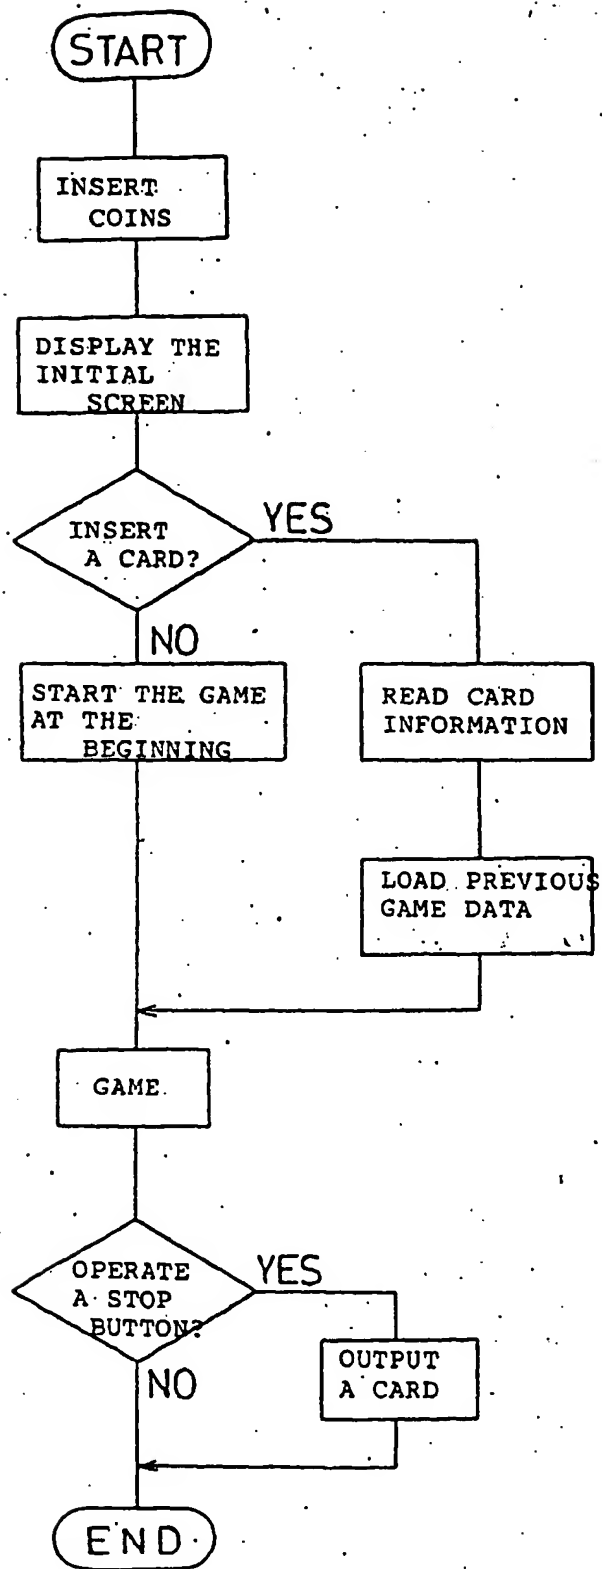 START
INSERT
COINS
DISPLAY THE
INITIAL
SCREEN
INSERT
A CARD?
YES
NO
START THE GAME
AT THE
BEGINNING
READ CARD
INFORMATION
LOAD PREVIOUS
GAME DATA
GAME
OPERATE
A STOP
BUTTON?
YES
NO
OUTPUT
A CARD
END